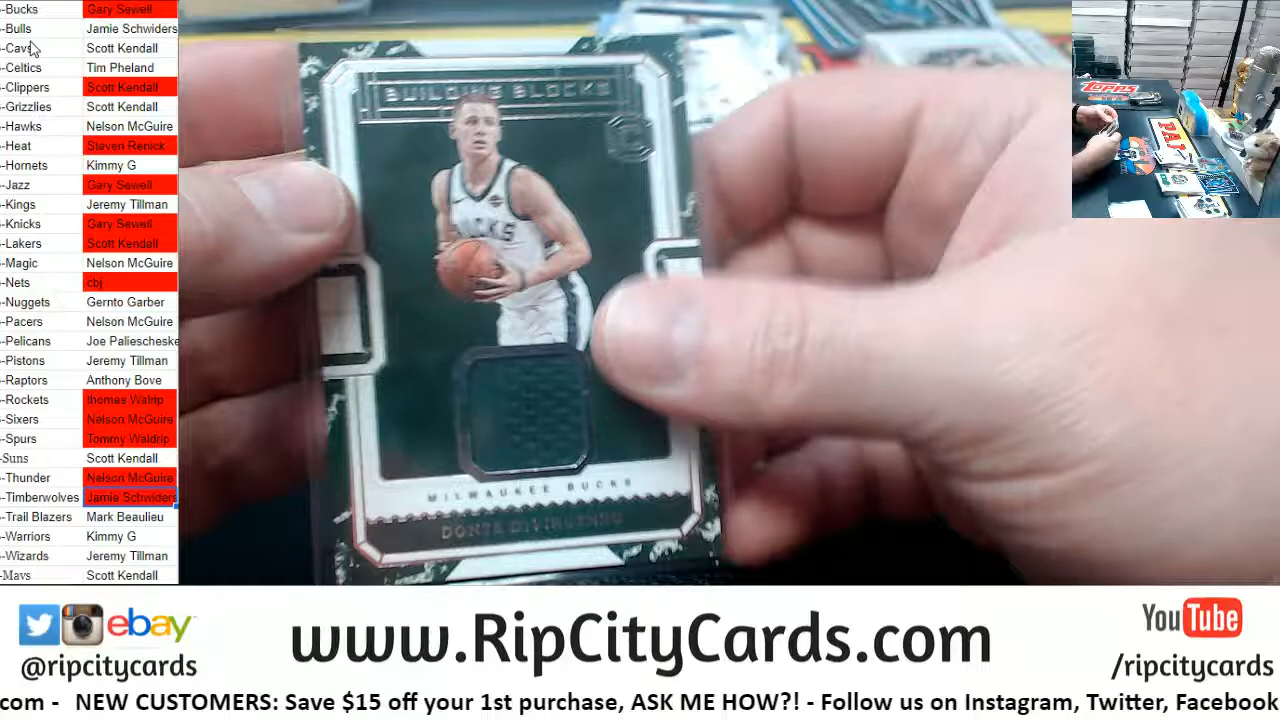 -Bucks Gary Sewell
-Bulls Jamie Schwiders
-Cavs Scott Kendall
-Celtics Tim Pheland
-Clippers Scott Kendall
-Grizzlies Scott Kendall
-Hawks Nelson McGuire
-Heat Steven Renick
-Hornets Kimmy G
-Jazz Gary Sewell
-Kings Jeremy Tillman
-Knicks Gary Sewell
-Lakers Scott Kendall
-Magic Nelson McGuire
-Nets cbj
-Nuggets Gernto Garber
-Pacers Nelson McGuire
-Pelicans Joe Palischeske
-Pistons Jeremy Tillman
-Raptors Anthony Bove
-Rockets thomas Walrip
-Sixers Nelson McGuire
-Spurs Tommy Waldrip
-Suns Scott Kendall
-Thunder Nelson McGuire
-Timberwolves Jamie Schwiders
-Trail Blazers Mark Beaulieu
-Warriors Kimmy G
-Wizards Jeremy Tillman
-Mavs Scott Kendall
BUILDING BLOCKS
BUCKS
MILWAUKEE BUCKS
DONTE DIVINCENZO
TOPPS
ebay
@ripcitycards
www.RipCityCards.com
YouTube
/ripcitycards
com - NEW CUSTOMERS: Save $15 off your 1st purchase, ASK ME HOW?! - Follow us on Instagram, Twitter, Facebook